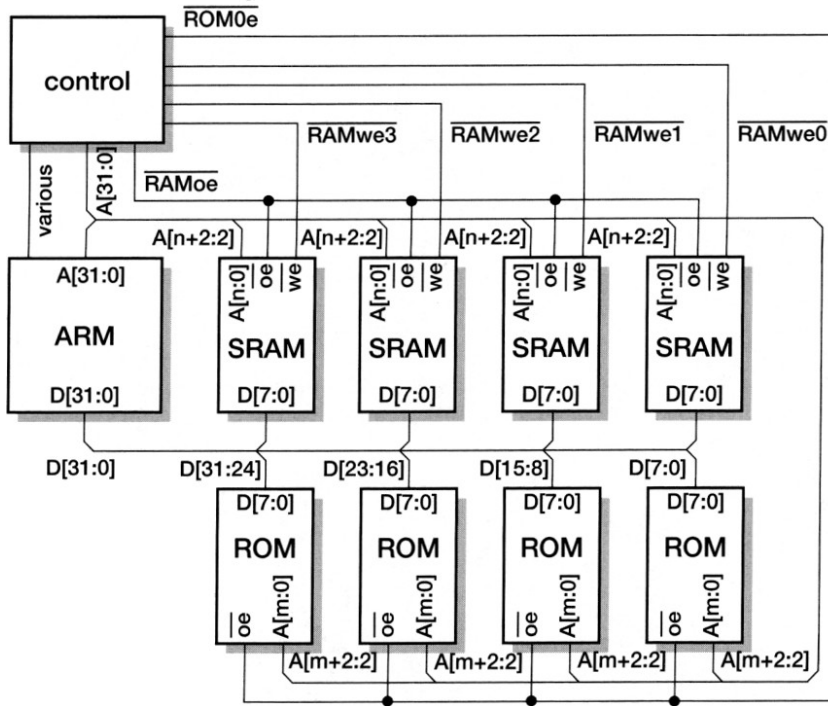 ROM0e
control
RAMwe3 RAMwe2 RAMwe1 RAMwe0
various
A[31:0]
RAMoe
A[n+2:2] A[n+2:2] A[n+2:2] A[n+2:2]
A[31:0]
ARM
D[31:0]
A[n:0] oe we
SRAM
D[7:0]
A[n:0] oe we
SRAM
D[7:0]
A[n:0] oe we
SRAM
D[7:0]
A[n:0] oe we
SRAM
D[7:0]
D[31:0] D[31:24] D[23:16] D[15:8] D[7:0]
D[7:0]
ROM
oe A[m:0]
D[7:0]
ROM
oe A[m:0]
D[7:0]
ROM
oe A[m:0]
D[7:0]
ROM
oe A[m:0]
A[m+2:2] A[m+2:2] A[m+2:2] A[m+2:2]